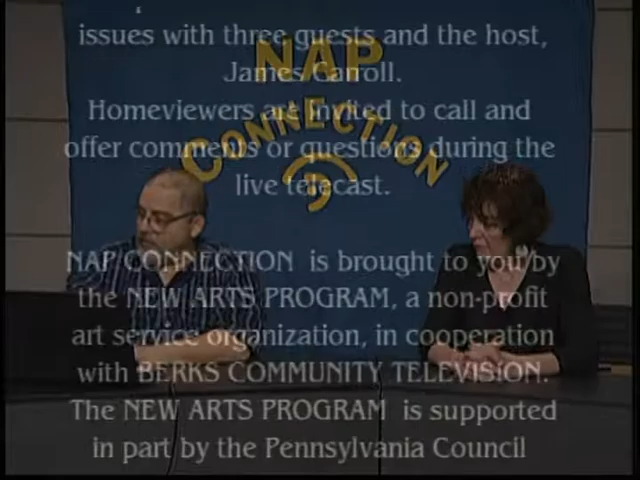 issues with three guests and the host,
James Carroll.
Homeviewers are invited to call and
offer comments or questions during the
live telecast.
NAP CONNECTION is brought to you by
the NEW ARTS PROGRAM, a non-profit
art service organization, in cooperation
with BERKS COMMUNITY TELEVISION.
The NEW ARTS PROGRAM is supported
in part by the Pennsylvania Council
NAP
CONNECTION